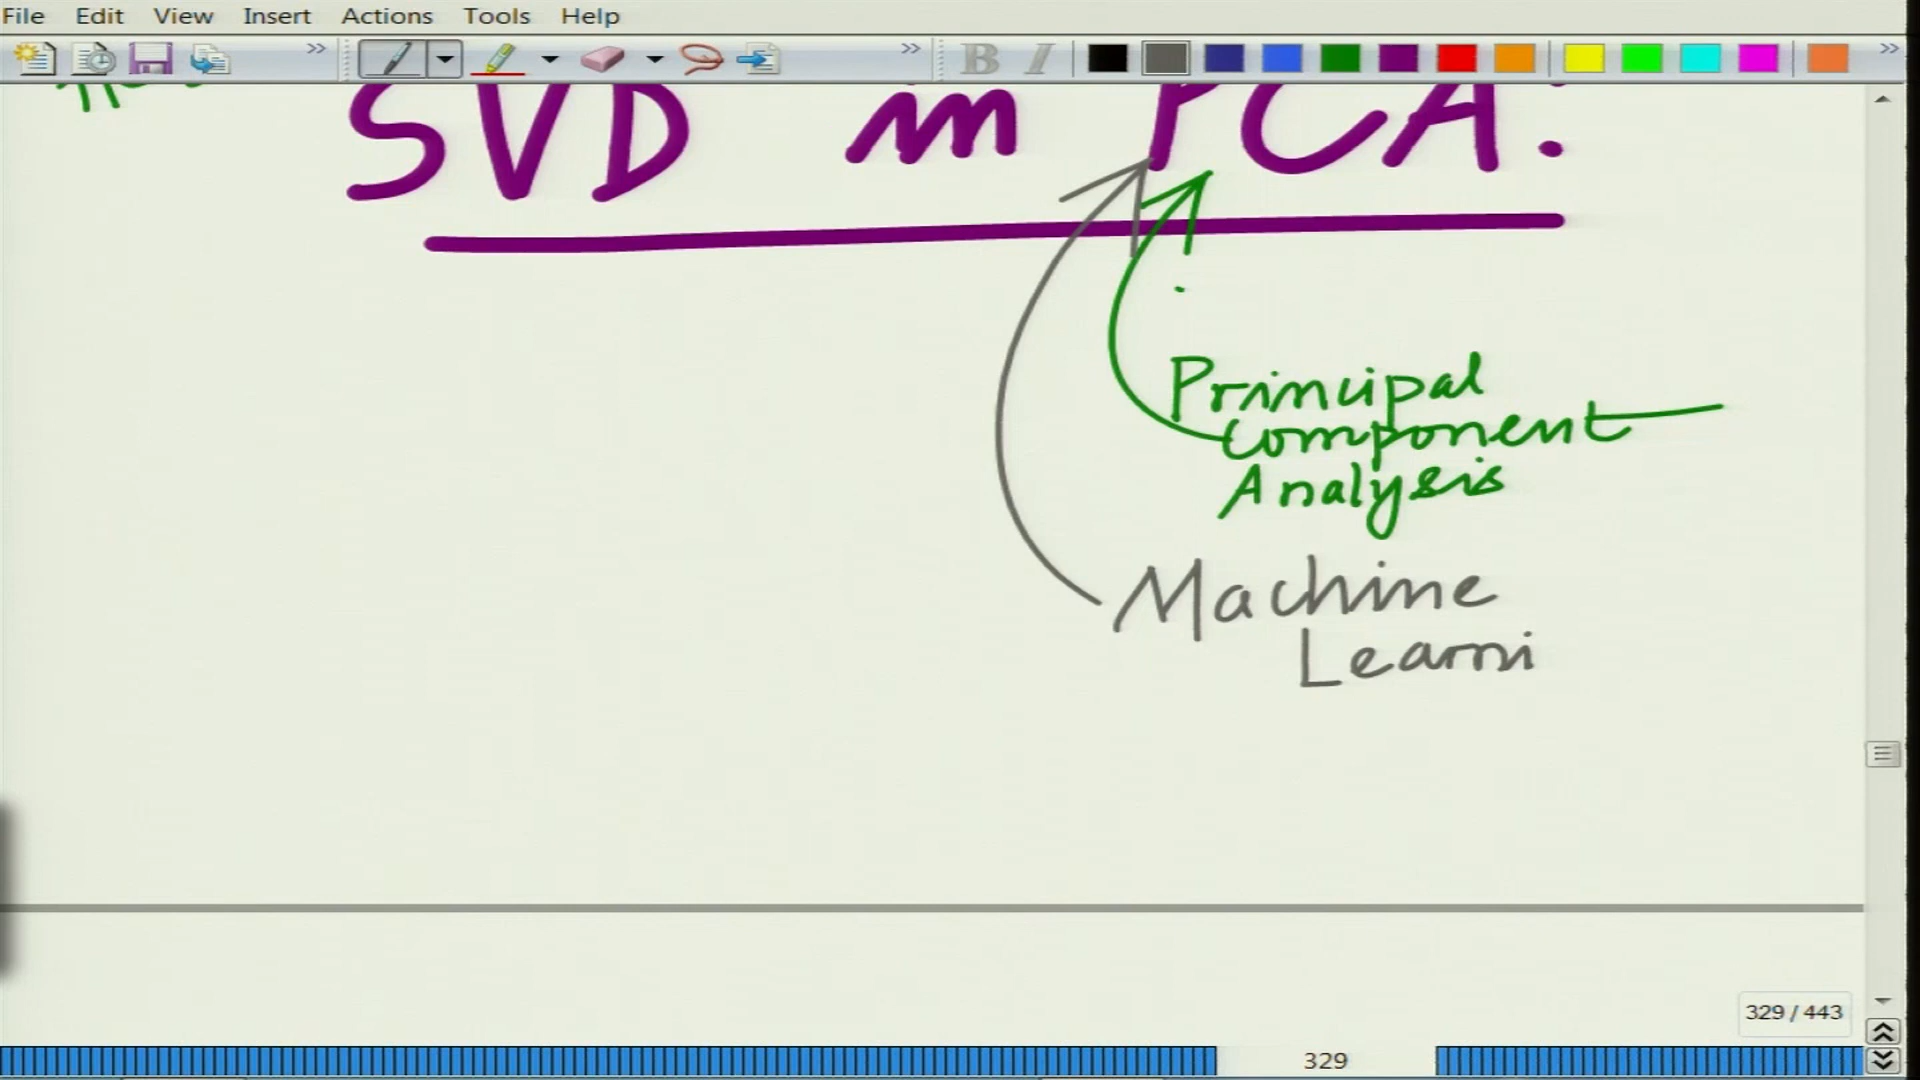 File Edit View Insert Actions Tools Help
B I
SVD in PCA:
Principal
Component
Analysis
Machine
Learni
329 / 443
329